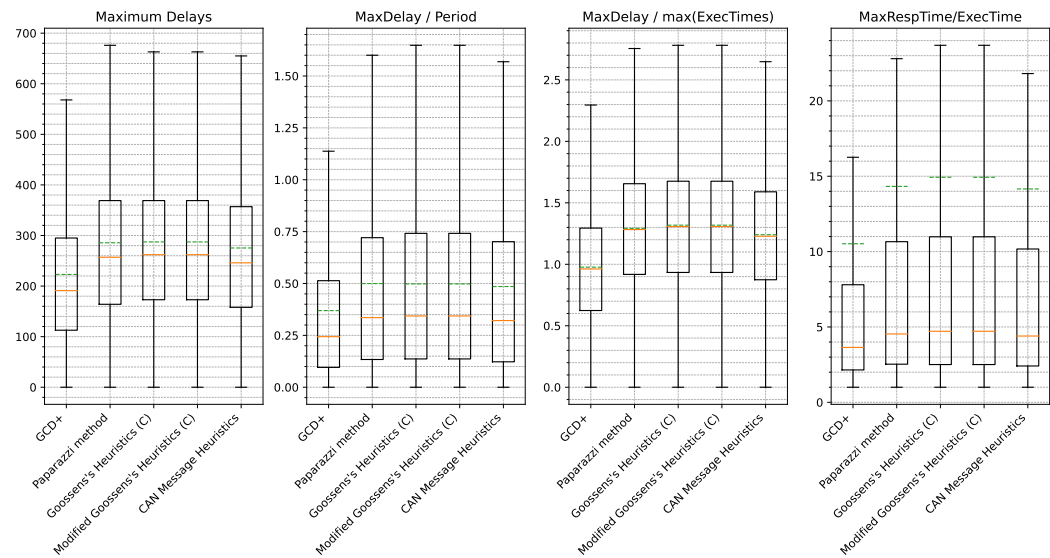 Maximum Delays
MaxDelay / Period
MaxDelay / max(ExecTimes)
MaxRespTime/ExecTime
700
600
500
400
300
200
100
0
1.50
1.25
1.00
0.75
0.50
0.25
0.00
2.5
2.0
1.5
1.0
0.5
0.0
20
15
10
5
0
GCD+
Paparazzi method
Goossens's Heuristics (C)
Modified Goossens's Heuristics (C)
CAN Message Heuristics
GCD+
Paparazzi method
Goossens's Heuristics (C)
Modified Goossens's Heuristics (C)
CAN Message Heuristics
GCD+
Paparazzi method
Goossens's Heuristics (C)
Modified Goossens's Heuristics (C)
CAN Message Heuristics
GCD+
Paparazzi method
Goossens's Heuristics (C)
Modified Goossens's Heuristics (C)
CAN Message Heuristics